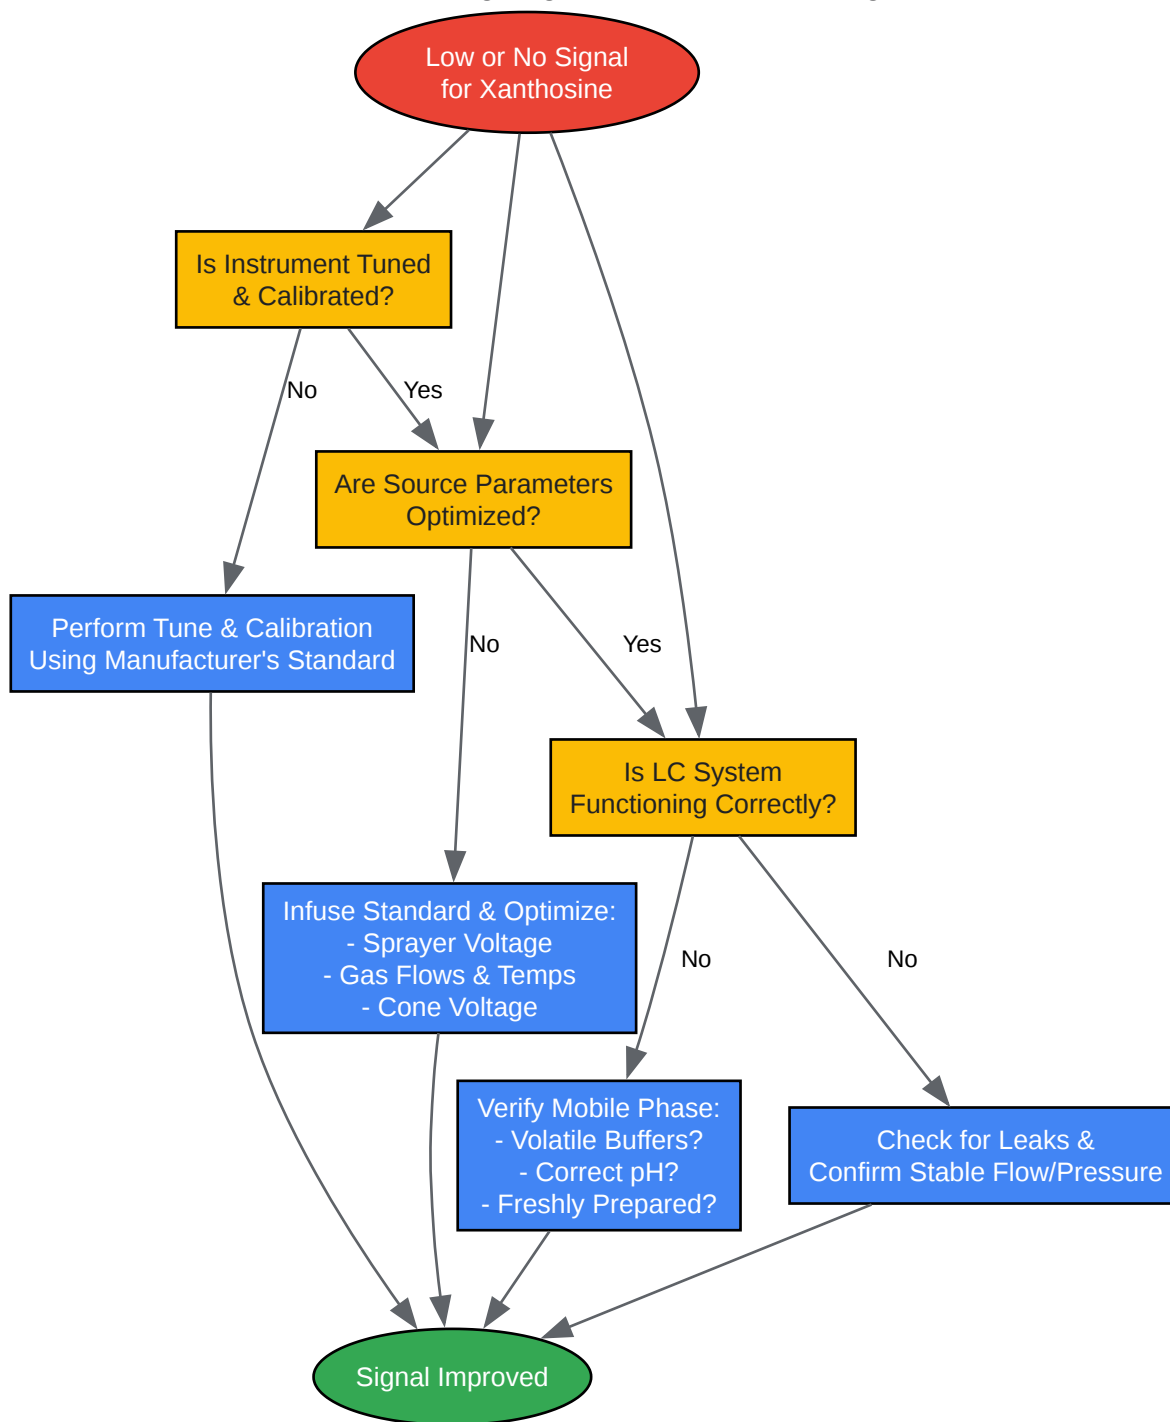 Low or No Signal
for Xanthosine
Is Instrument Tuned
& Calibrated?
No
Yes
Are Source Parameters
Optimized?
Perform Tune & Calibration
Using Manufacturer's Standard
No
Yes
Is LC System
Functioning Correctly?
Infuse Standard & Optimize:
- Sprayer Voltage
- Gas Flows & Temps
- Cone Voltage
No
No
Verify Mobile Phase:
- Volatile Buffers?
- Correct pH?
- Freshly Prepared?
Check for Leaks &
Confirm Stable Flow/Pressure
Signal Improved